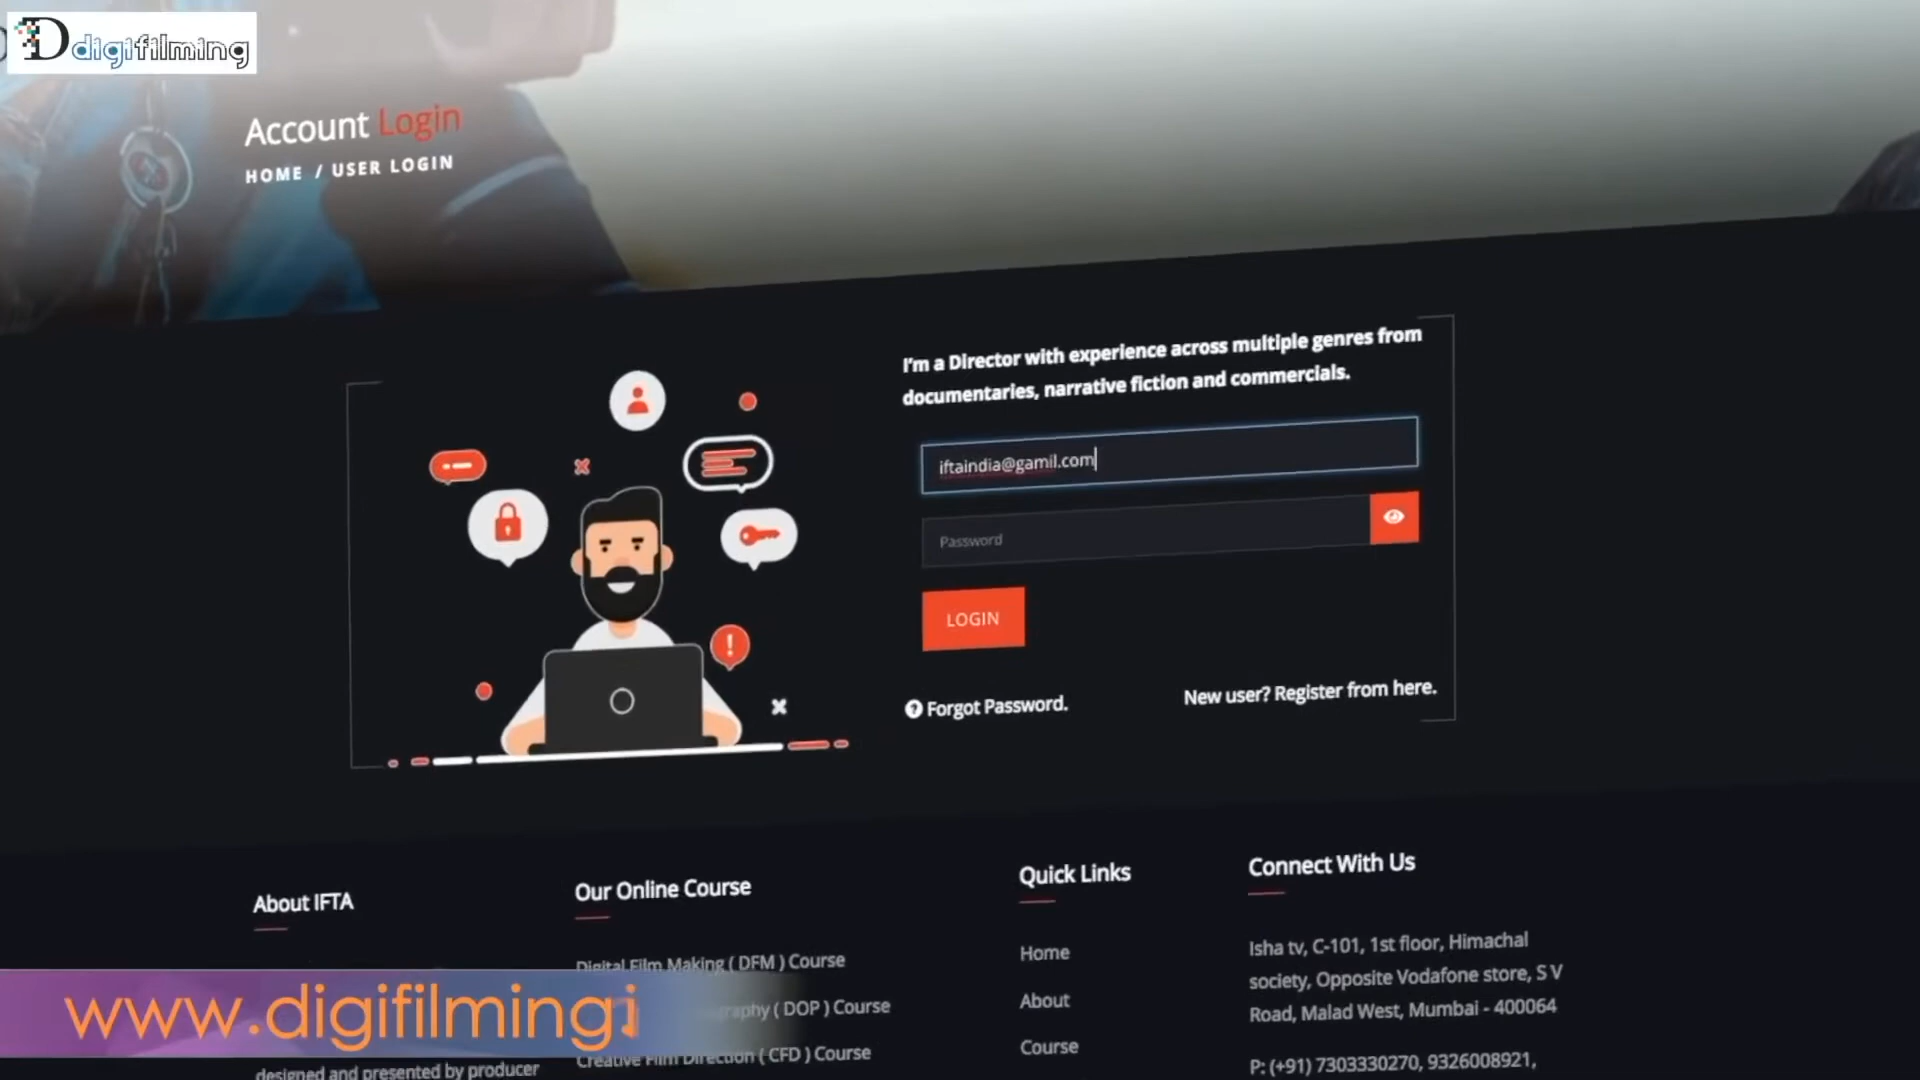 Ddigifilming
Account Login
HOME / USER LOGIN
I'm a Director with experience across multiple genres from
documentaries, narrative fiction and commercials.
iftaindia@gamil.com
Password
LOGIN
Forgot Password.
New user? Register from here.
About IFTA
designed and presented by producer
Our Online Course
Digital Film Making ( DFM ) Course
( DOP ) Course
Creative Film Direction ( CFD ) Course
Quick Links
Home
About
Course
Connect With Us
Isha tv, C-101, 1st floor, Himachal
society, Opposite Vodafone store, S V
Road, Malad West, Mumbai - 400064
P: (+91) 7303330270, 9326008921,
www.digifilming.i